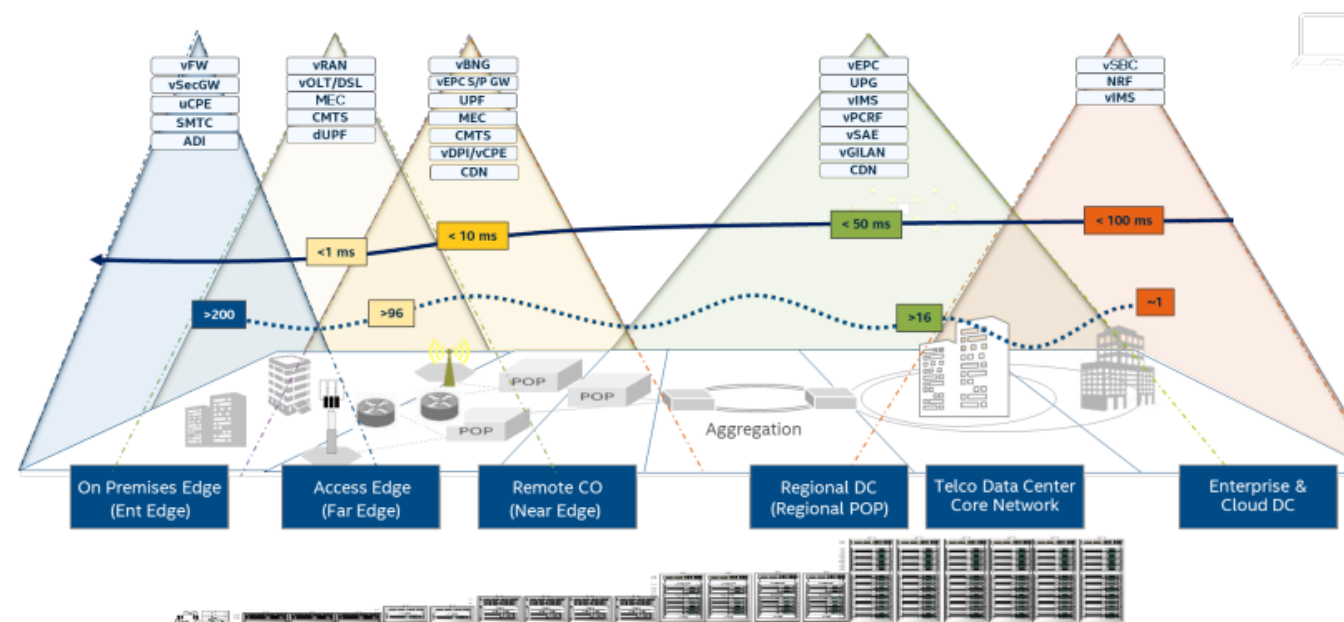 vFW
vSecGW
uCPE
SMTC
ADI
vRAN
vOLT/DSL
MEC
CMTS
dUPF
vBNG
vEPC S/P GW
UPF
MEC
CMTS
vDPI/vCPE
CDN
vEPC
UPG
vIMS
vPCRF
vSAE
vGILAN
CDN
vSBC
NRF
vIMS
<1 ms
< 10 ms
< 50 ms
< 100 ms
>200
>96
>16
~1
POP
POP
POP
Aggregation
On Premises Edge
(Ent Edge)
Access Edge
(Far Edge)
Remote CO
(Near Edge)
Regional DC
(Regional POP)
Telco Data Center
Core Network
Enterprise &
Cloud DC